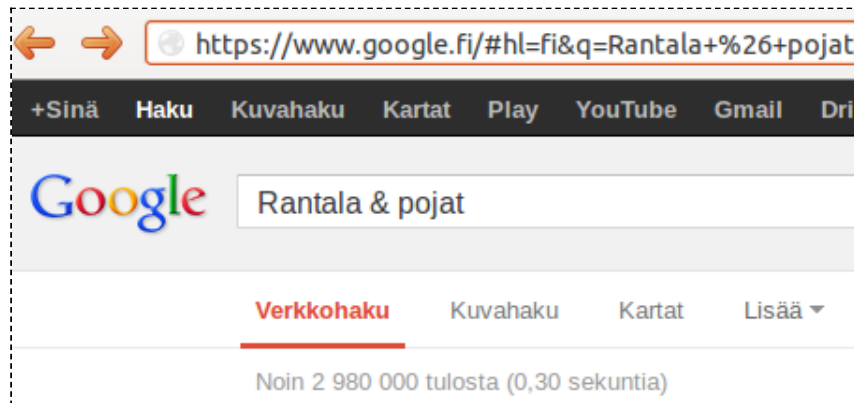 https://www.google.fi/#hl=fi&q=Rantala+%26+pojat
+Sinä Haku Kuvahaku Kartat Play YouTube Gmail Dri
Google Rantala & pojat
Verkkohaku Kuvahaku Kartat Lisää
Noin 2 980 000 tulosta (0,30 sekuntia)